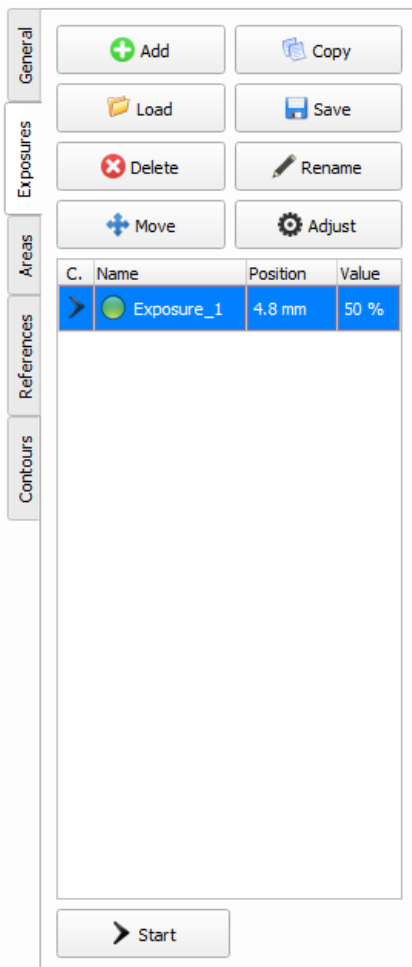 General
Exposures
Areas
References
Contours
Add Copy
Load Save
Delete Rename
Move Adjust
C. Name Position Value
Exposure_1 4.8 mm 50 %
Start